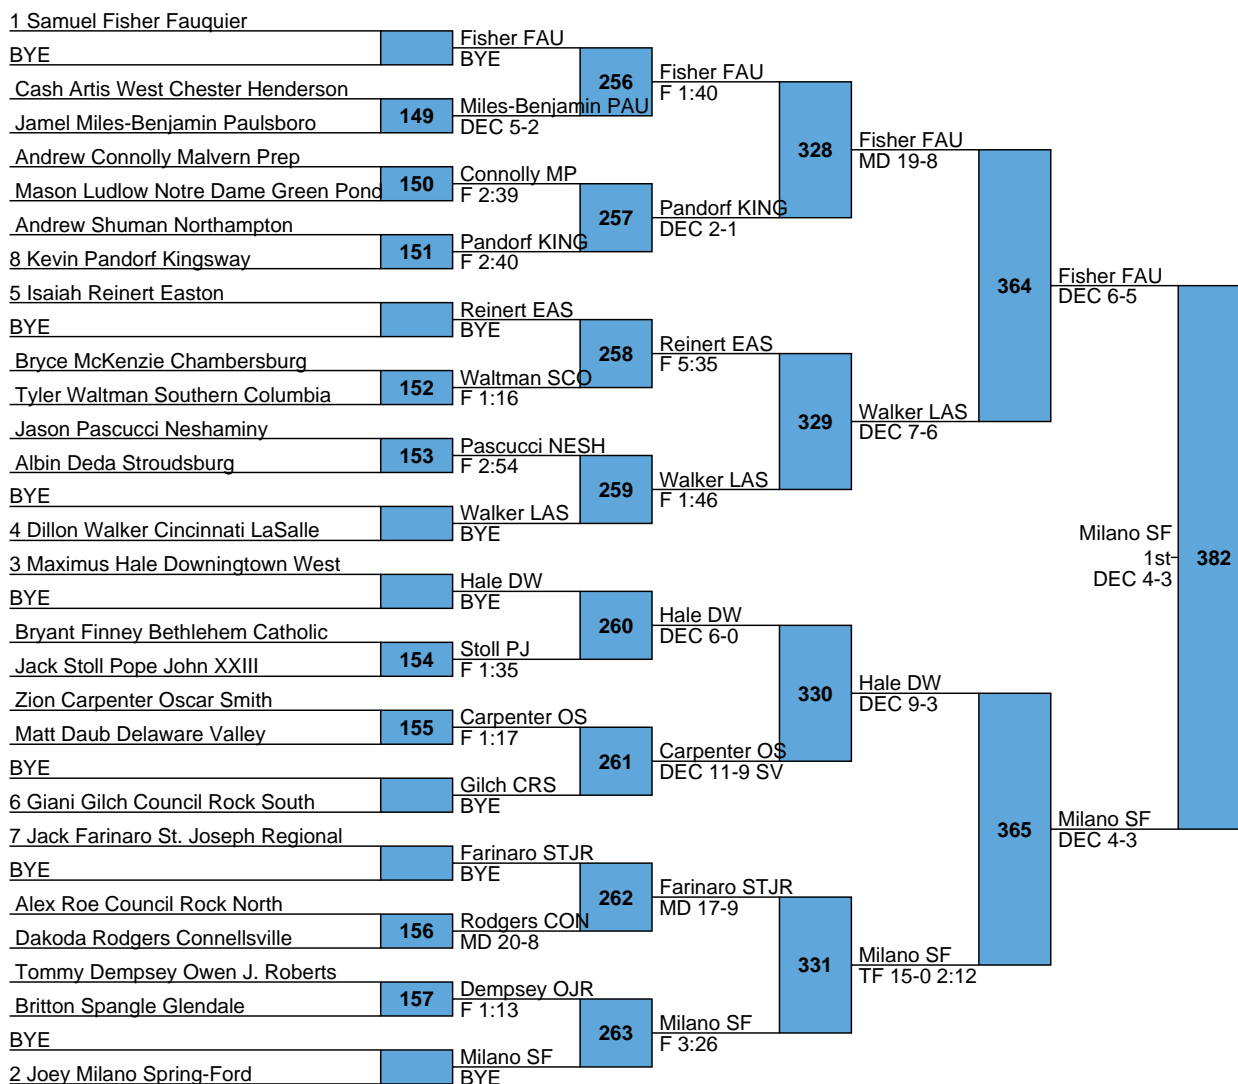 1 Samuel Fisher Fauquier
BYE
Cash Artis West Chester Henderson
Jamel Miles-Benjamin Paulsboro
Andrew Connolly Malvern Prep
Mason Ludlow Notre Dame Green Pond
Andrew Shuman Northampton
8 Kevin Pandorf Kingsway
5 Isaiah Reinert Easton
BYE
Bryce McKenzie Chambersburg
Tyler Waltman Southern Columbia
Jason Pascucci Neshaminy
Albin Deda Stroudsburg
BYE
4 Dillon Walker Cincinnati LaSalle
3 Maximus Hale Downingtown West
BYE
Bryant Finney Bethlehem Catholic
Jack Stoll Pope John XXIII
Zion Carpenter Oscar Smith
Matt Daub Delaware Valley
BYE
6 Giani Gilch Council Rock South
7 Jack Farinaro St. Joseph Regional
BYE
Alex Roe Council Rock North
Dakoda Rodgers Connellsville
Tommy Dempsey Owen J. Roberts
Britton Spangle Glendale
BYE
2 Joey Milano Spring-Ford
149
150
151
152
153
154
155
156
157
Fisher FAU
BYE
Miles-Benjamin PAU
DEC 5-2
Connolly MP
F 2:39
Pandorf KING
F 2:40
Reinert EAS
BYE
Waltman SCO
F 1:16
Pascucci NESH
F 2:54
Walker LAS
BYE
Hale DW
BYE
Stoll PJ
F 1:35
Carpenter OS
F 1:17
Gilch CRS
BYE
Farinaro STJR
BYE
Rodgers CON
MD 20-8
Dempsey OJR
F 1:13
Milano SF
BYE
256
257
258
259
260
261
262
263
Fisher FAU
F 1:40
Pandorf KING
DEC 2-1
Reinert EAS
F 5:35
Walker LAS
F 1:46
Hale DW
DEC 6-0
Carpenter OS
DEC 11-9 SV
Farinaro STJR
MD 17-9
Milano SF
F 3:26
328
329
330
331
Fisher FAU
MD 19-8
Walker LAS
DEC 7-6
Hale DW
DEC 9-3
Milano SF
TF 15-0 2:12
364
365
Fisher FAU
DEC 6-5
Milano SF
DEC 4-3
Milano SF
1st
DEC 4-3
382